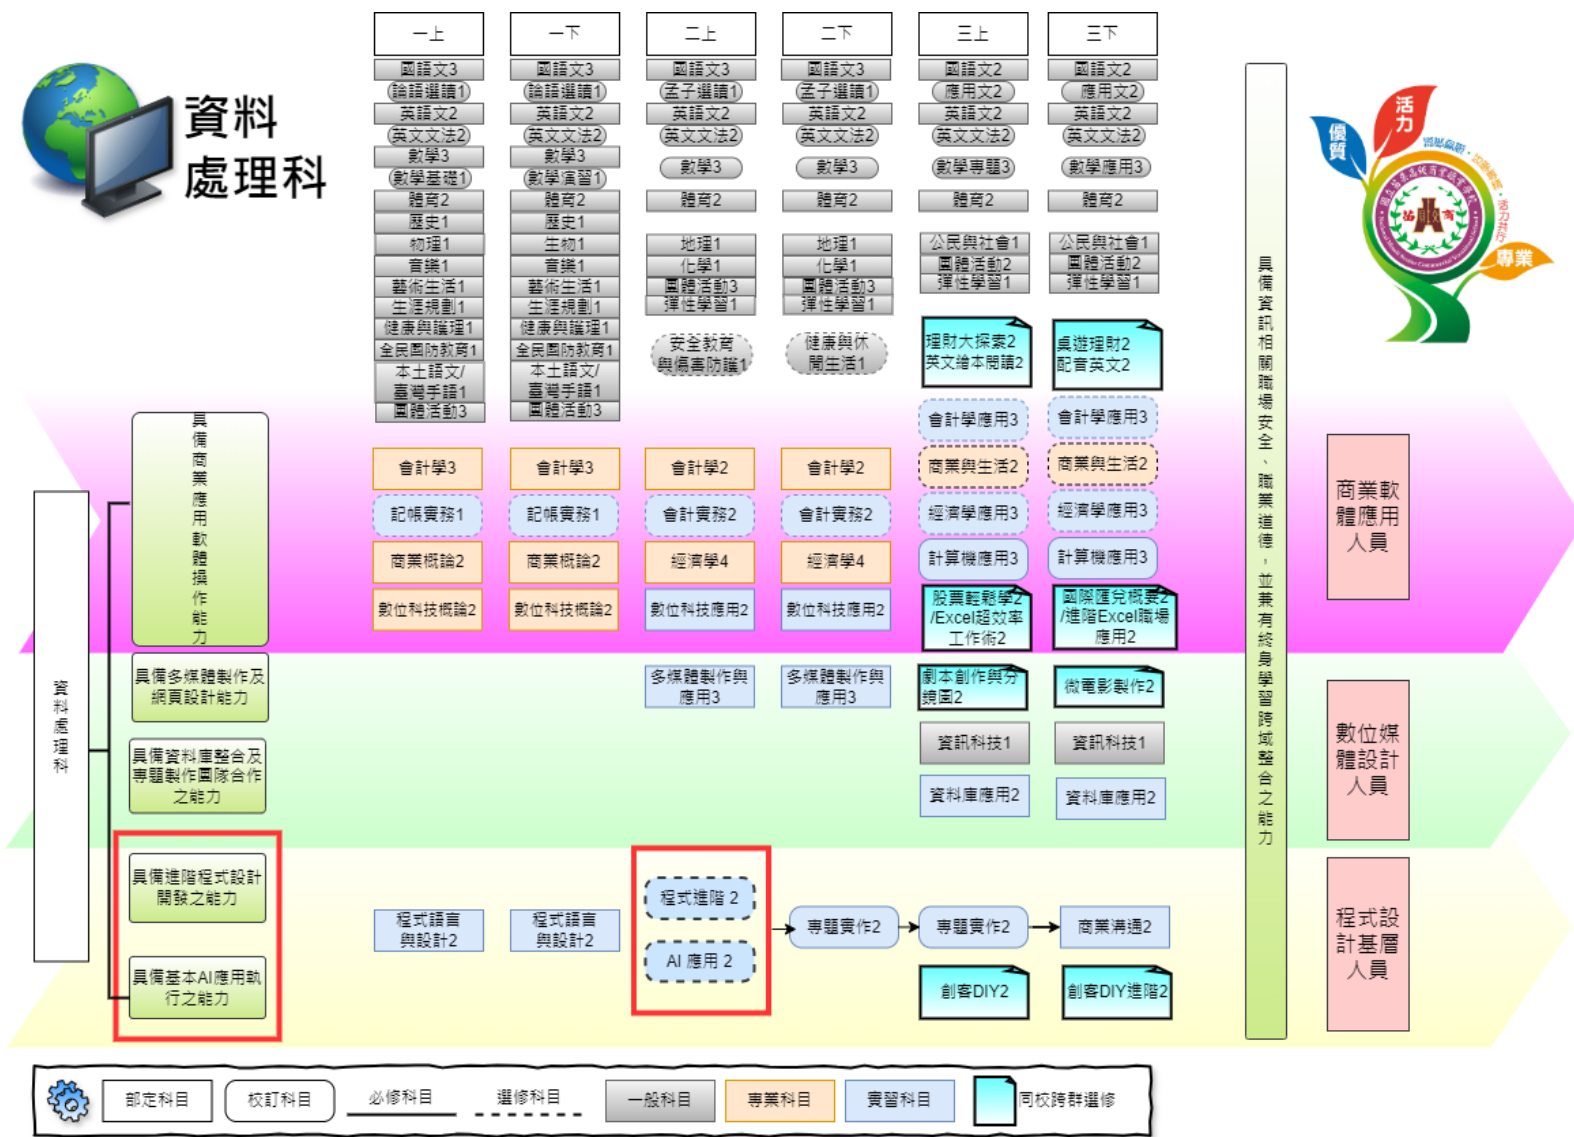 資料
處理科
一上
一下
二上
二下
三上
三下
國語文3
論語選讀1
英語文2
英文文法2
數學3
數學基礎1
體育2
歷史1
物理1
音樂1
藝術生活1
生涯規劃1
健康與護理1
全民國防教育1
本土語文/
臺灣手語1
團體活動3
國語文3
論語選讀1
英語文2
英文文法2
數學3
數學演習1
體育2
歷史1
生物1
音樂1
藝術生活1
生涯規劃1
健康與護理1
全民國防教育1
本土語文/
臺灣手語1
團體活動3
國語文3
孟子選讀1
英語文2
英文文法2
數學3
體育2
地理1
化學1
團體活動3
彈性學習1
安全教育
與傷害防護1
國語文3
孟子選讀1
英語文2
英文文法2
數學3
體育2
地理1
化學1
團體活動3
彈性學習1
健康與休
閒生活1
國語文2
應用文2
英語文2
英文文法2
數學專題3
體育2
公民與社會1
團體活動2
彈性學習1
理財大探索2
英文繪本閱讀2
國語文2
應用文2
英語文2
英文文法2
數學應用3
體育2
公民與社會1
團體活動2
彈性學習1
桌遊理財2
配音英文2
資料處理科
具備商業應用軟體操作能力
會計學3
記帳實務1
商業概論2
數位科技概論2
會計學3
記帳實務1
商業概論2
數位科技概論2
會計學2
會計實務2
經濟學4
數位科技應用2
會計學2
會計實務2
經濟學4
數位科技應用2
會計學應用3
商業與生活2
經濟學應用3
計算機應用3
股票輕鬆學2
/Excel超效率
工作術2
會計學應用3
商業與生活2
經濟學應用3
計算機應用3
國際匯兌概要2
/進階Excel職場
應用2
具備多媒體製作及
網頁設計能力
多媒體製作與
應用3
多媒體製作與
應用3
劇本創作與分
鏡圖2
微電影製作2
具備資料庫整合及
專題製作團隊合作
之能力
資訊科技1
資訊科技1
資料庫應用2
資料庫應用2
具備進階程式設計
開發之能力
具備基本AI應用執
行之能力
程式語言
與設計2
程式語言
與設計2
程式進階 2
AI 應用 2
專題實作2
專題實作2
商業溝通2
創客DIY2
創客DIY進階2
具備資訊相關職場安全、職業道德，並兼有終身學習跨域整合之能力
優質
活力
專業
國立苗栗高級商業職業學校
苗
商
商業軟
體應用
人員
數位媒
體設計
人員
程式設
計基層
人員
部定科目
校訂科目
必修科目
選修科目
一般科目
專業科目
實習科目
同校跨群選修